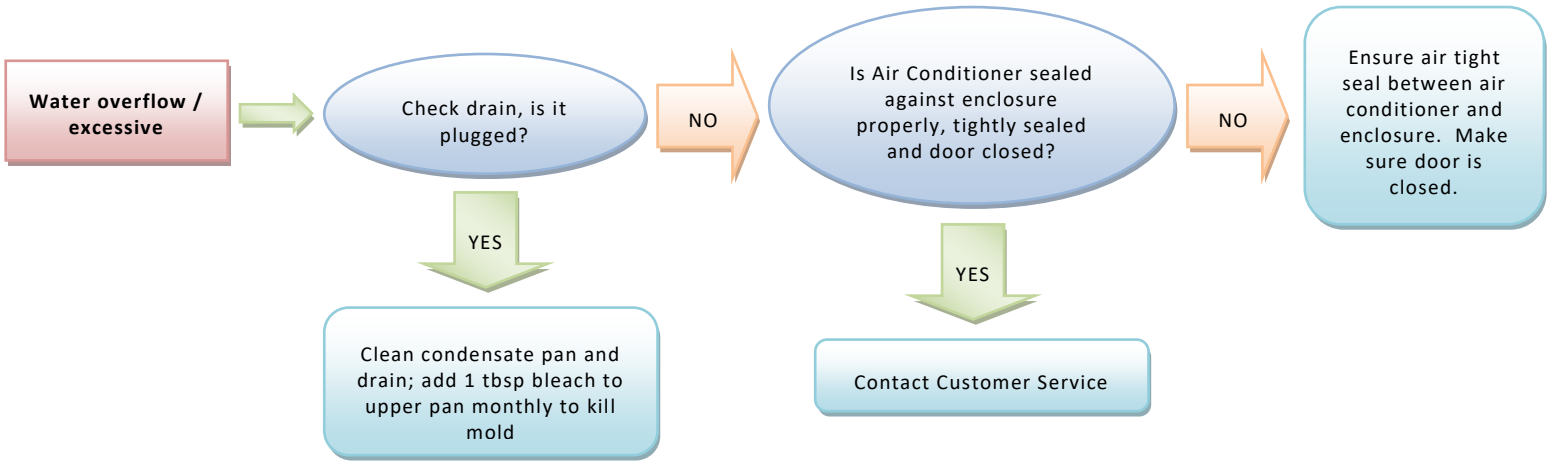 Water overflow /
excessive
Check drain, is it
plugged?
NO
Is Air Conditioner sealed
against enclosure
properly, tightly sealed
and door closed?
NO
Ensure air tight
seal between air
conditioner and
enclosure.  Make
sure door is
closed.
YES
Clean condensate pan and
drain; add 1 tbsp bleach to
upper pan monthly to kill
mold
YES
Contact Customer Service